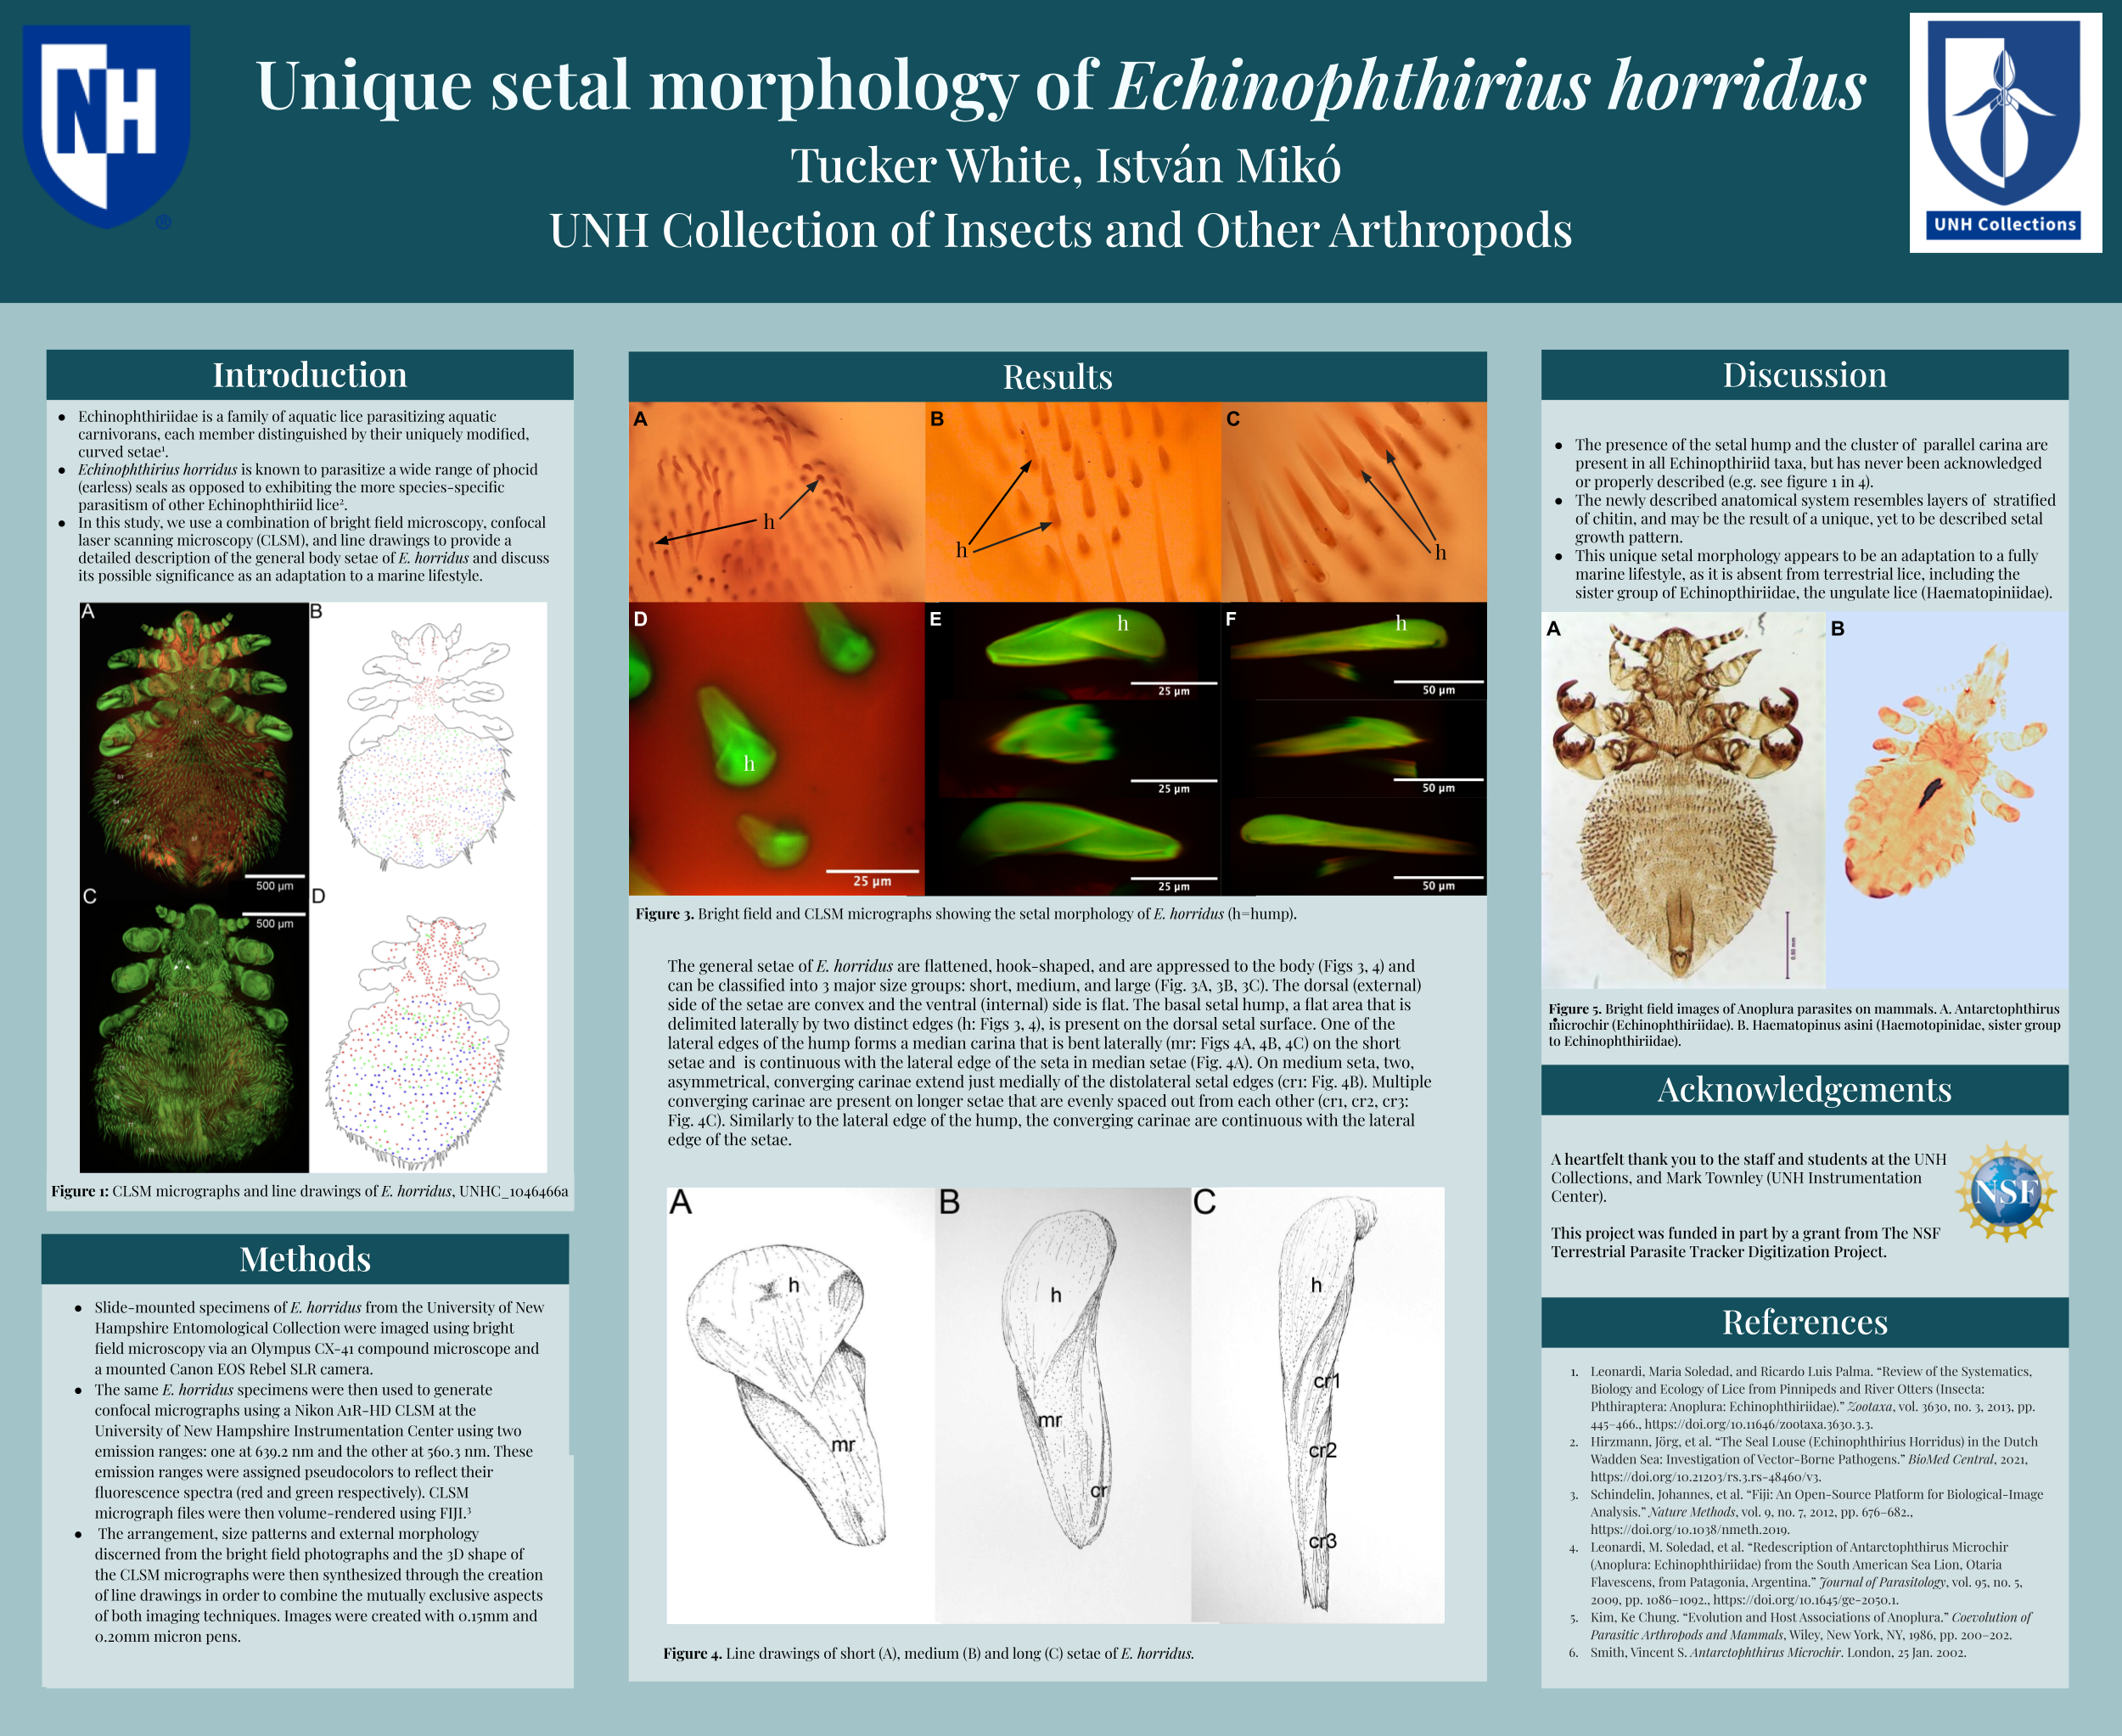 NH
®
Unique setal morphology of Echinophthirius horridus
Tucker White, István Mikó
UNH Collection of Insects and Other Arthropods
UNH Collections
Introduction
● Echinophthiriidae is a family of aquatic lice parasitizing aquatic
carnivorans, each member distinguished by their uniquely modified,
curved setae¹.
● Echinophthirius horridus is known to parasitize a wide range of phocid
(earless) seals as opposed to exhibiting the more species-specific
parasitism of other Echinophthiriid lice².
● In this study, we use a combination of bright field microscopy, confocal
laser scanning microscopy (CLSM), and line drawings to provide a
detailed description of the general body setae of E. horridus and discuss
its possible significance as an adaptation to a marine lifestyle.
A
B
500 µm
C
500 µm
D
Figure 1: CLSM micrographs and line drawings of E. horridus, UNHC_1046466a
Methods
● Slide-mounted specimens of E. horridus from the University of New
Hampshire Entomological Collection were imaged using bright
field microscopy via an Olympus CX-41 compound microscope and
a mounted Canon EOS Rebel SLR camera.
● The same E. horridus specimens were then used to generate
confocal micrographs using a Nikon A1R-HD CLSM at the
University of New Hampshire Instrumentation Center using two
emission ranges: one at 639.2 nm and the other at 560.3 nm. These
emission ranges were assigned pseudocolors to reflect their
fluorescence spectra (red and green respectively). CLSM
micrograph files were then volume-rendered using FIJI.³
● The arrangement, size patterns and external morphology
discerned from the bright field photographs and the 3D shape of
the CLSM micrographs were then synthesized through the creation
of line drawings in order to combine the mutually exclusive aspects
of both imaging techniques. Images were created with 0.15mm and
0.20mm micron pens.
Results
A
h
B
h
C
h
D
h
25 µm
E
h
25 µm
25 µm
25 µm
F
h
50 µm
50 µm
50 µm
Figure 3. Bright field and CLSM micrographs showing the setal morphology of E. horridus (h=hump).
The general setae of E. horridus are flattened, hook-shaped, and are appressed to the body (Figs 3, 4) and
can be classified into 3 major size groups: short, medium, and large (Fig. 3A, 3B, 3C). The dorsal (external)
side of the setae are convex and the ventral (internal) side is flat. The basal setal hump, a flat area that is
delimited laterally by two distinct edges (h: Figs 3, 4), is present on the dorsal setal surface. One of the
lateral edges of the hump forms a median carina that is bent laterally (mr: Figs 4A, 4B, 4C) on the short
setae and is continuous with the lateral edge of the seta in median setae (Fig. 4A). On medium seta, two,
asymmetrical, converging carinae extend just medially of the distolateral setal edges (cr1: Fig. 4B). Multiple
converging carinae are present on longer setae that are evenly spaced out from each other (cr1, cr2, cr3:
Fig. 4C). Similarly to the lateral edge of the hump, the converging carinae are continuous with the lateral
edge of the setae.
A
h
mr
B
h
mr
cr
C
h
cr1
cr2
cr3
Figure 4. Line drawings of short (A), medium (B) and long (C) setae of E. horridus.
Discussion
● The presence of the setal hump and the cluster of parallel carina are
present in all Echinopthiriid taxa, but has never been acknowledged
or properly described (e.g. see figure 1 in 4).
● The newly described anatomical system resembles layers of stratified
of chitin, and may be the result of a unique, yet to be described setal
growth pattern.
● This unique setal morphology appears to be an adaptation to a fully
marine lifestyle, as it is absent from terrestrial lice, including the
sister group of Echinopthiriidae, the ungulate lice (Haematopiniidae).
A
B
Figure 5. Bright field images of Anoplura parasites on mammals. A. Antarctophthirus
microchir (Echinophthiriidae). B. Haematopinus asini (Haemotopinidae, sister group
to Echinophthiriidae).
Acknowledgements
A heartfelt thank you to the staff and students at the UNH
Collections, and Mark Townley (UNH Instrumentation
Center).
This project was funded in part by a grant from The NSF
Terrestrial Parasite Tracker Digitization Project.
NSF
References
1. Leonardi, Maria Soledad, and Ricardo Luis Palma. “Review of the Systematics,
Biology and Ecology of Lice from Pinnipeds and River Otters (Insecta:
Phthiraptera: Anoplura: Echinophthiriidae).” Zootaxa, vol. 3630, no. 3, 2013, pp.
445–466., https://doi.org/10.11646/zootaxa.3630.3.3.
2. Hirzmann, Jörg, et al. “The Seal Louse (Echinophthirius Horridus) in the Dutch
Wadden Sea: Investigation of Vector-Borne Pathogens.” BioMed Central, 2021,
https://doi.org/10.21203/rs.3.rs-48460/v3.
3. Schindelin, Johannes, et al. “Fiji: An Open-Source Platform for Biological-Image
Analysis.” Nature Methods, vol. 9, no. 7, 2012, pp. 676–682.,
https://doi.org/10.1038/nmeth.2019.
4. Leonardi, M. Soledad, et al. “Redescription of Antarctophthirus Microchir
(Anoplura: Echinophthiriidae) from the South American Sea Lion, Otaria
Flavescens, from Patagonia, Argentina.” Journal of Parasitology, vol. 95, no. 5,
2009, pp. 1086–1092., https://doi.org/10.1645/ge-2050.1.
5. Kim, Ke Chung. “Evolution and Host Associations of Anoplura.” Coevolution of
Parasitic Arthropods and Mammals, Wiley, New York, NY, 1986, pp. 200–202.
6. Smith, Vincent S. Antarctophthirus Microchir. London, 25 Jan. 2002.